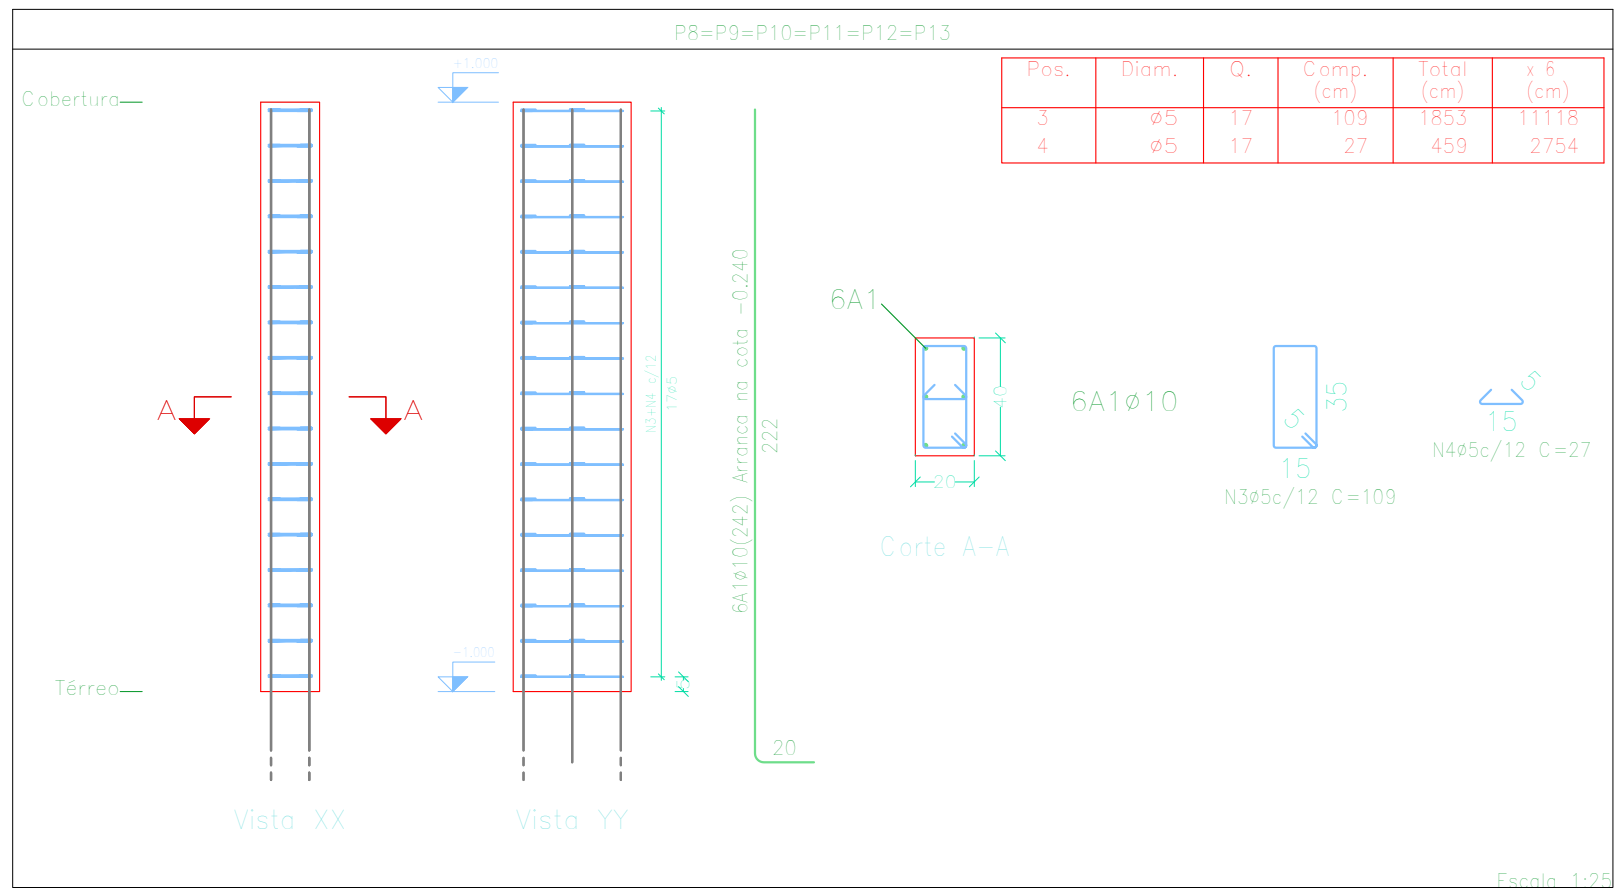 P8=P9=P10=P11=P12=P13
Pos. Diam. Q. Comp. (cm) Total (cm) x 6 (cm)
3 ø5 17 109 1853 11118
4 ø5 17 27 459 2754
Cobertura
+1.000
A A
Térreo
-1.000
N3+N4 c/12
17ø5
5
6A1ø10(242) Arranca na cota -0.240
222
20
Vista XX
Vista YY
6A1
40
20
Corte A-A
6A1ø10
35
5
15
N3ø5c/12 C=109
5
15
N4ø5c/12 C=27
Escala 1:25